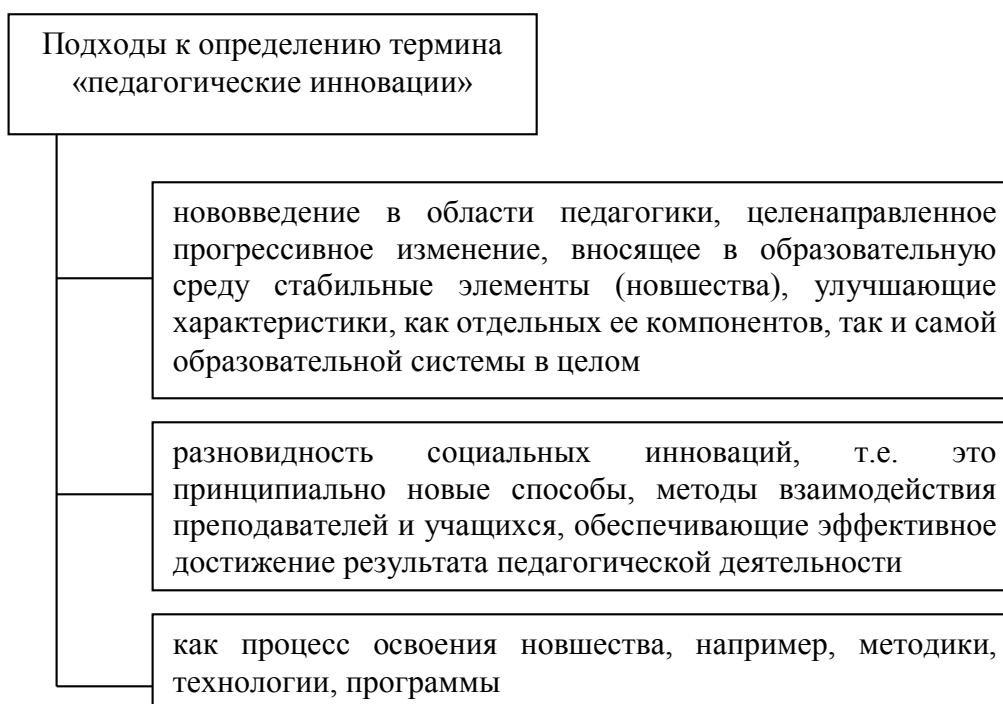 Подходы к определению термина
«педагогические инновации»
нововведение в области педагогики, целенаправленное
прогрессивное изменение, вносящее в образовательную
среду стабильные элементы (новшества), улучшающие
характеристики, как отдельных ее компонентов, так и самой
образовательной системы в целом
разновидность социальных инноваций, т.е. это
принципиально новые способы, методы взаимодействия
преподавателей и учащихся, обеспечивающие эффективное
достижение результата педагогической деятельности
как процесс освоения новшества, например, методики,
технологии, программы